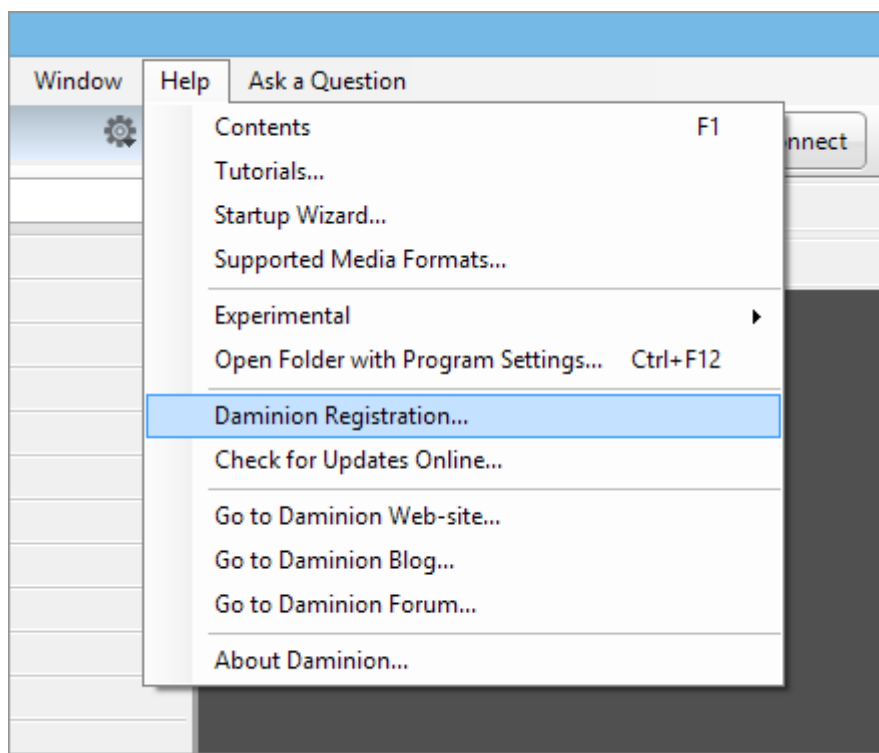 Window Help Ask a Question
Contents F1
nnect
Tutorials...
Startup Wizard...
Supported Media Formats...
Experimental
Open Folder with Program Settings... Ctrl+F12
Daminion Registration...
Check for Updates Online...
Go to Daminion Web-site...
Go to Daminion Blog...
Go to Daminion Forum...
About Daminion...